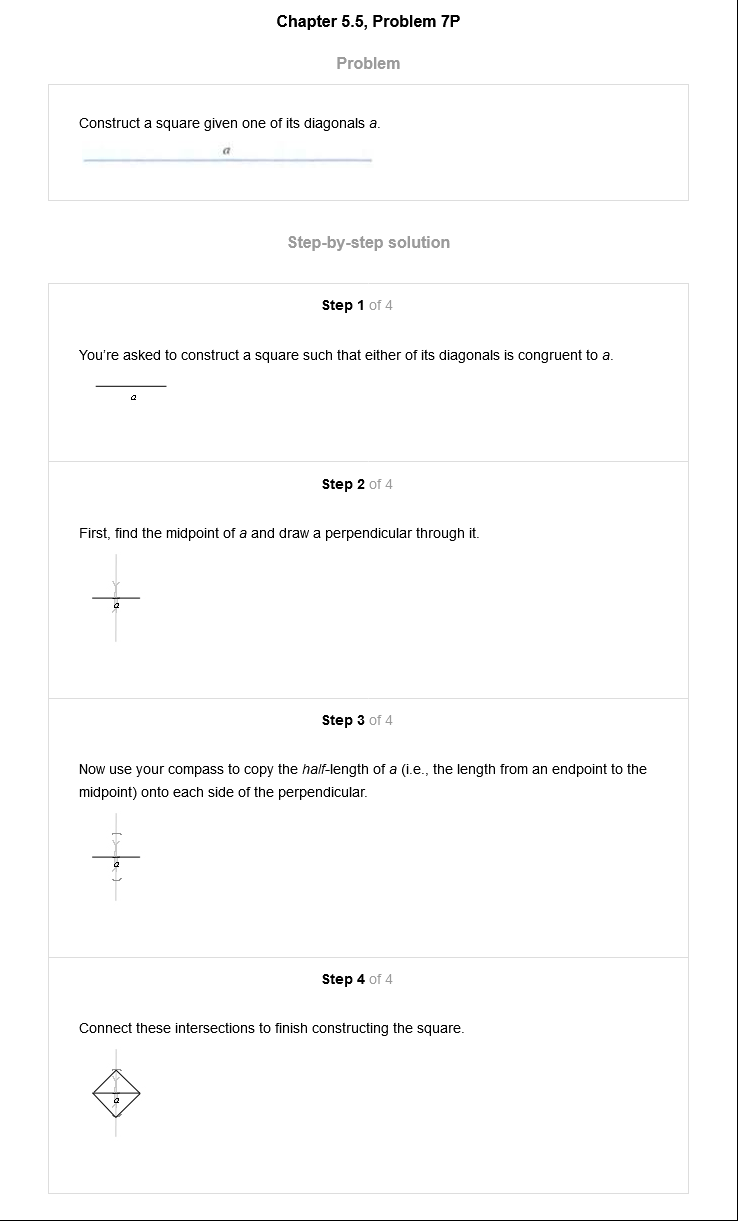 Chapter 5.5, Problem 7P
Problem
Construct a square given one of its diagonals a.
a
Step-by-step solution
Step 1 of 4
You're asked to construct a square such that either of its diagonals is congruent to a.
a
Step 2 of 4
First, find the midpoint of a and draw a perpendicular through it.
a
Step 3 of 4
Now use your compass to copy the half-length of a (i.e., the length from an endpoint to the
midpoint) onto each side of the perpendicular.
a
Step 4 of 4
Connect these intersections to finish constructing the square.
a